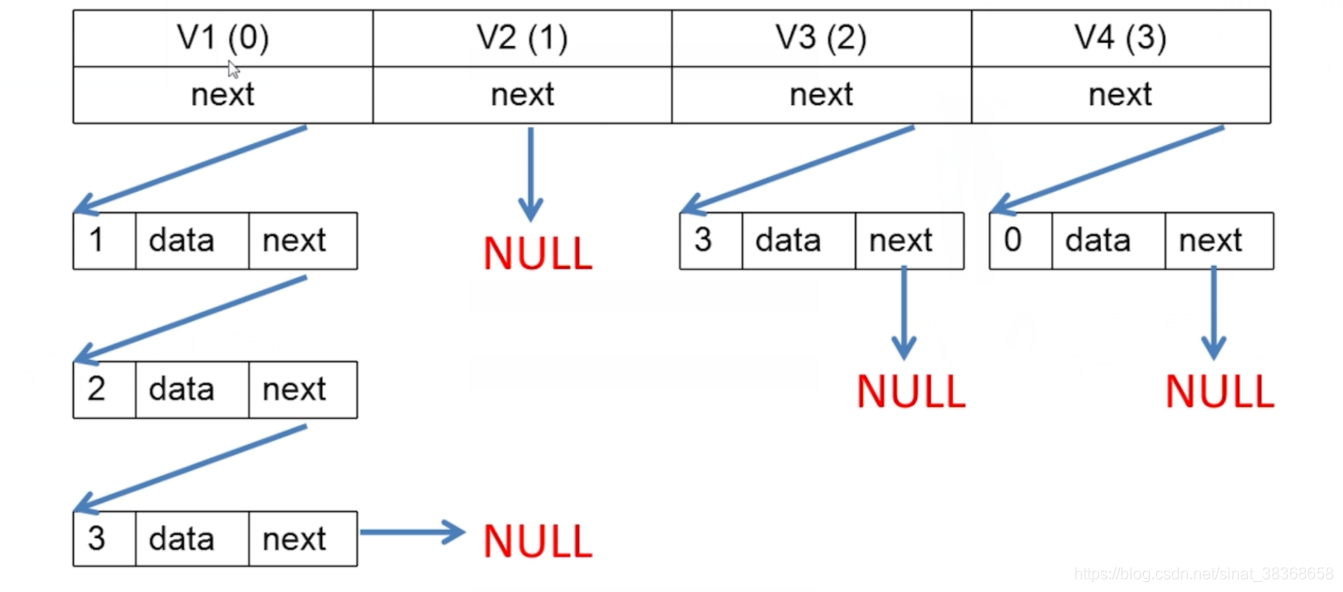 V1 (0) V2 (1) V3 (2) V4 (3)
next next next next
1 data next NULL 3 data next 0 data next
2 data next NULL NULL
3 data next NULL
https://blog.csdn.net/sinat_38368658